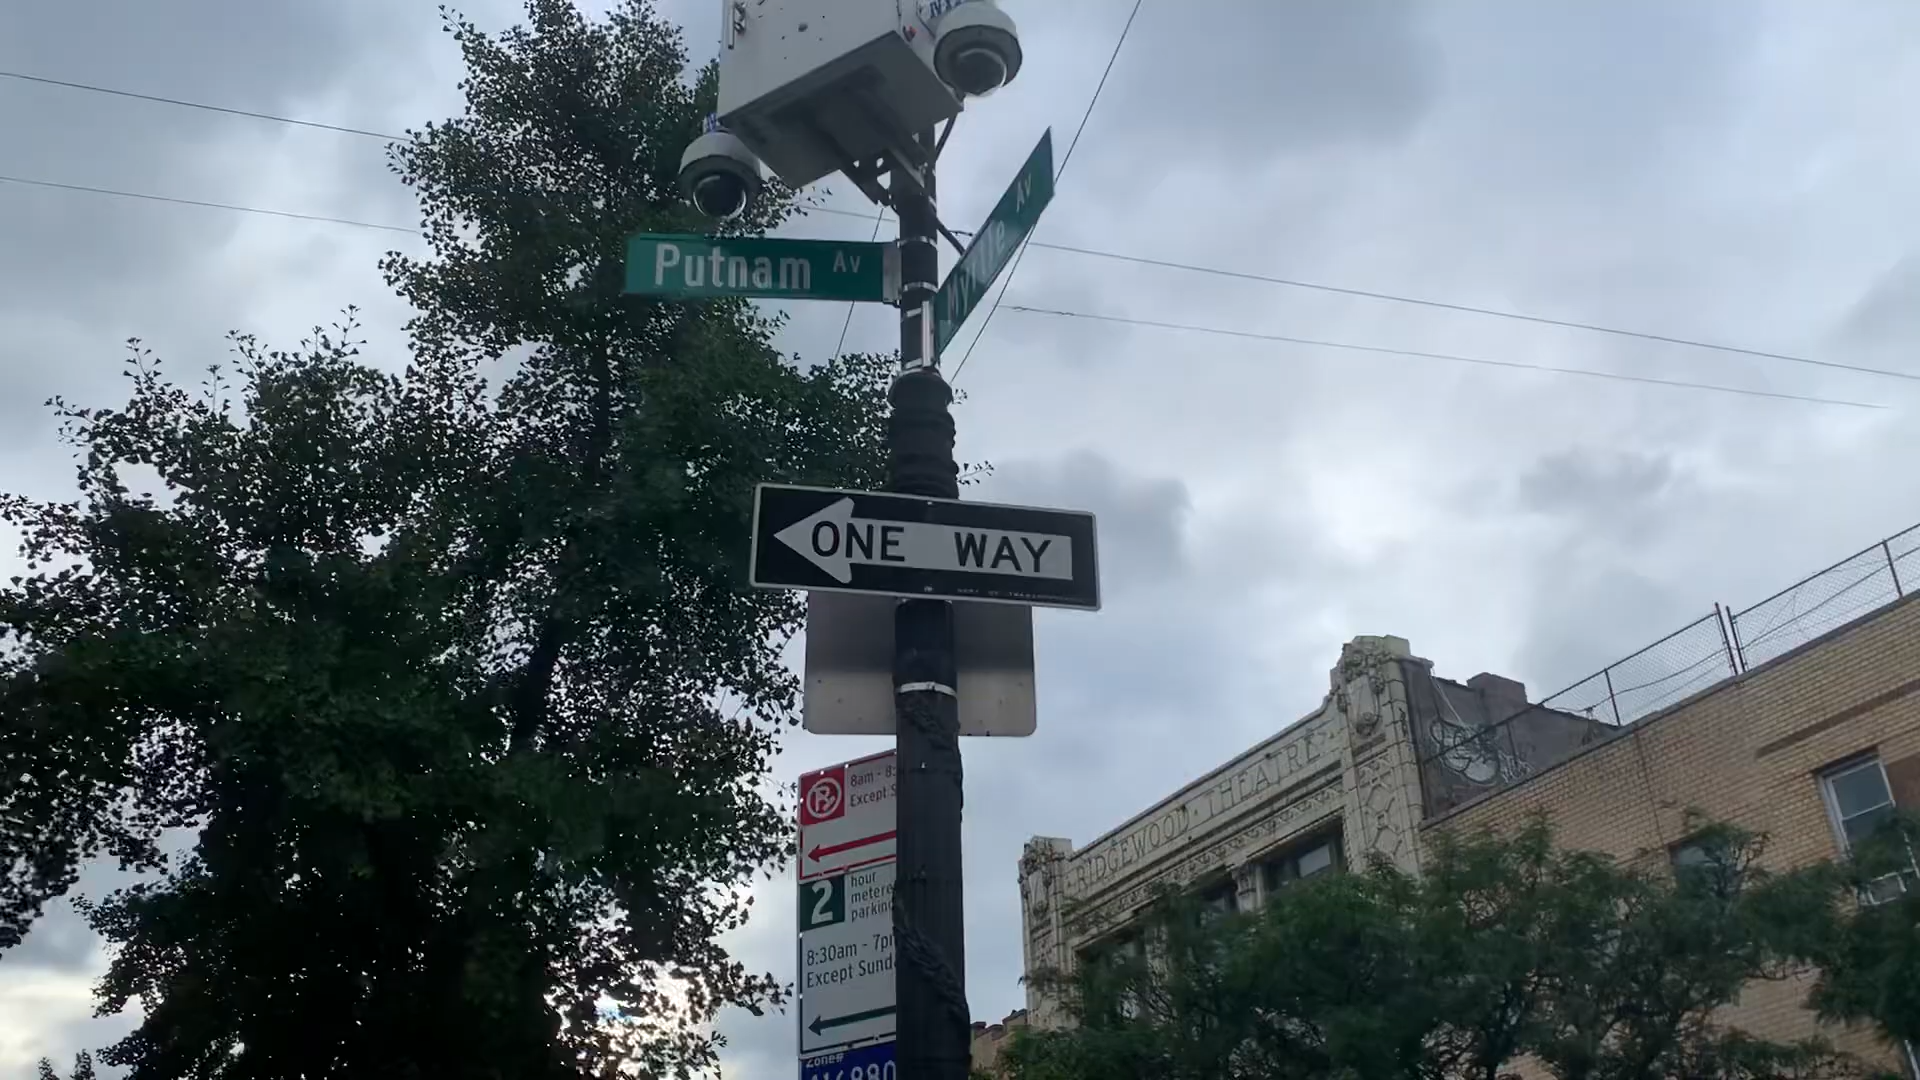 Putnam Av
Myrtle Av
ONE WAY
8am - 8:
Except S
2 hour
metere
parking
8:30am - 7p
Except Sund
Zone#
RIDGEWOOD · THEATRE